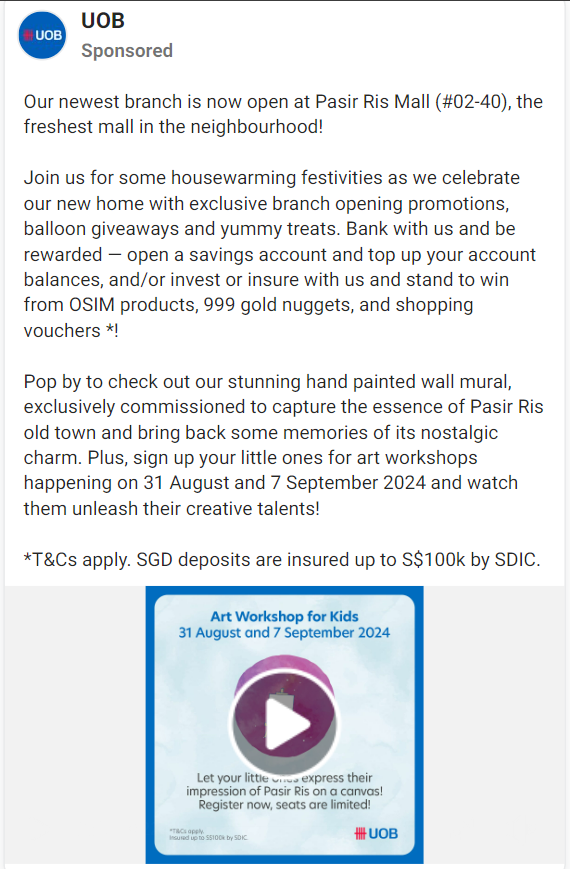 UOB
UOB
Sponsored
Our newest branch is now open at Pasir Ris Mall (#02-40), the
freshest mall in the neighbourhood!
Join us for some housewarming festivities as we celebrate
our new home with exclusive branch opening promotions,
balloon giveaways and yummy treats. Bank with us and be
rewarded — open a savings account and top up your account
balances, and/or invest or insure with us and stand to win
from OSIM products, 999 gold nuggets, and shopping
vouchers *!
Pop by to check out our stunning hand painted wall mural,
exclusively commissioned to capture the essence of Pasir Ris
old town and bring back some memories of its nostalgic
charm. Plus, sign up your little ones for art workshops
happening on 31 August and 7 September 2024 and watch
them unleash their creative talents!
*T&Cs apply. SGD deposits are insured up to S$100k by SDIC.
Art Workshop for Kids
31 August and 7 September 2024
Let your little ones express their
impression of Pasir Ris on a canvas!
Register now, seats are limited!
*T&Cs apply.
Insured up to S$100k by SDIC.
UOB